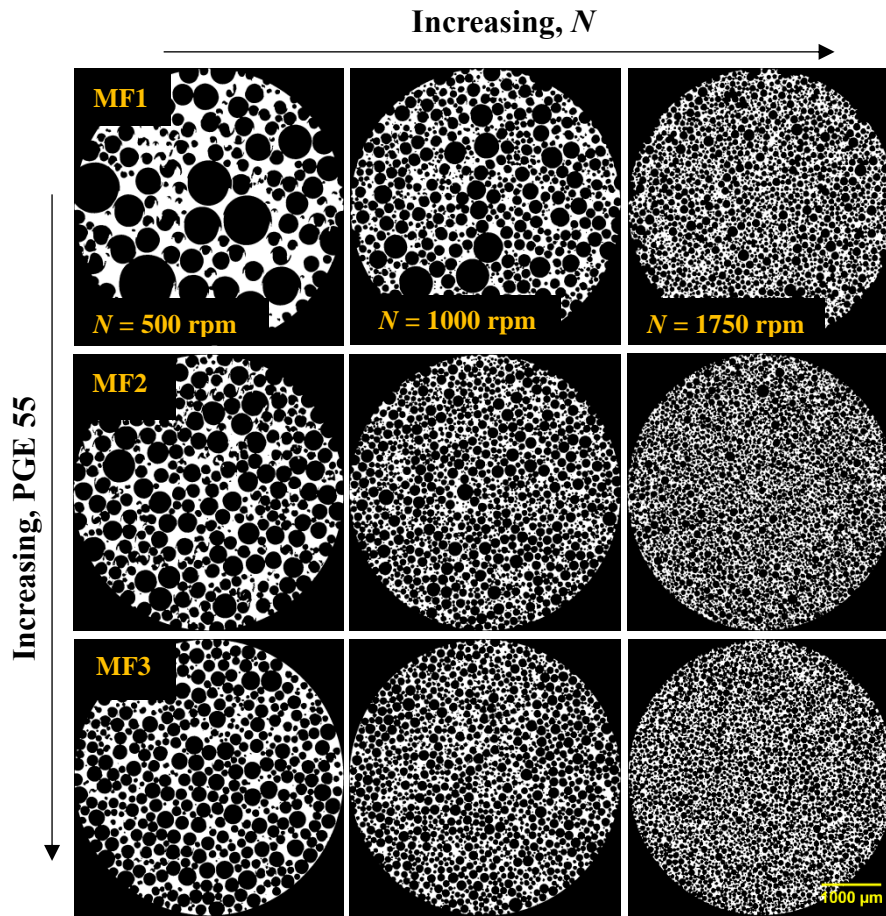 Increasing, N
MF1
N = 500 rpm
N = 1000 rpm
N = 1750 rpm
Increasing, PGE 55
MF2
MF3
1000 µm